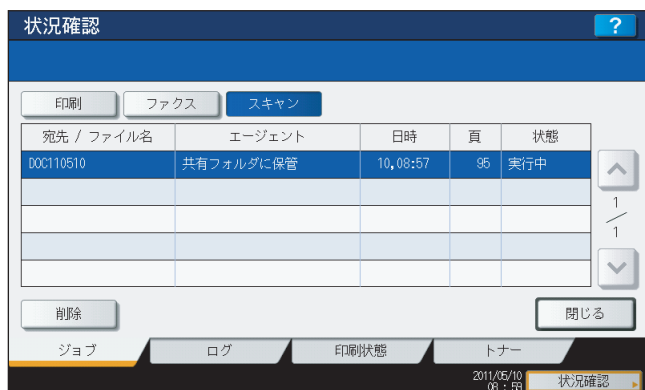 状況確認 ?
印刷 ファクス スキャン
宛先 / ファイル名 エージェント 日時 頁 状態
DOC110510 共有フォルダに保管 10,08:57 95 実行中
1
1
削除 閉じる
ジョブ ログ 印刷状態 トナー
2011/05/10
08 : 59 状況確認